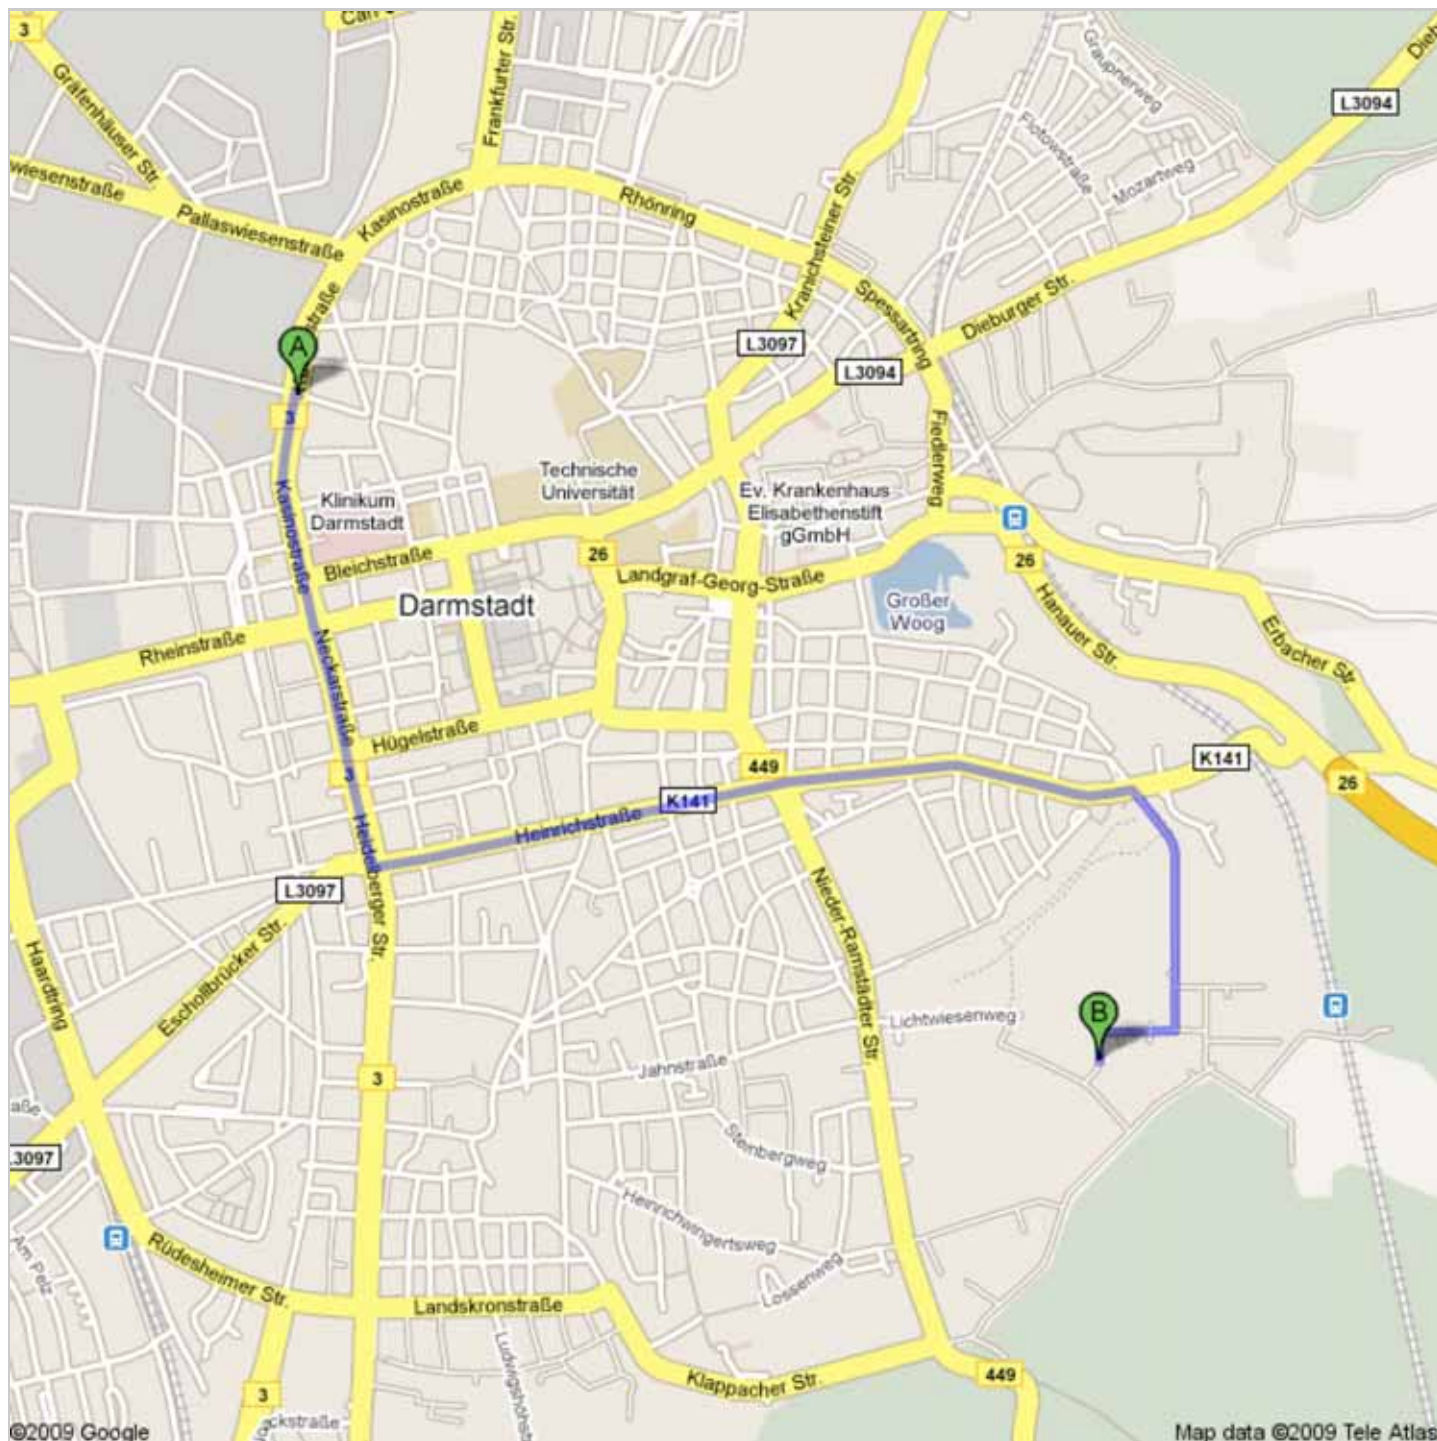 3
Gräfenhäuser Str.
Frankfurter Str.
Graupnerweg
L3094
Flotowstraße
Mozartweg
wiesenstraße
Pallaswiesenstraße
Kasinostraße
Rhönring
Kranichsteiner Str.
Spessartring
Dieburger Str.
L3097
L3094
A
3
Fiedlerweg
Kasinostraße
Klinikum
Darmstadt
Technische
Universität
Ev. Krankenhaus
Elisabethenstift
gGmbH
Bleichstraße
26
Landgraf-Georg-Straße
26
Darmstadt
Großer
Woog
Hanauer Str.
Erbacher Str.
Rheinstraße
Neckarstraße
Hügelstraße
449
K141
26
K141
Heinrichstraße
Heidelberger Str.
L3097
Eschollbrücker Str.
Haardtring
Nieder-Ramstädter Str.
Lichtwiesenweg
B
Jahnstraße
3
aße
.3097
Steinbergweg
Heinrichwingertsweg
Lossenweg
Am Pelz
Rüdesheimer Str.
Landskronstraße
Klappacher Str.
449
3
ckstraße
©2009 Google
Map data ©2009 Tele Atlas